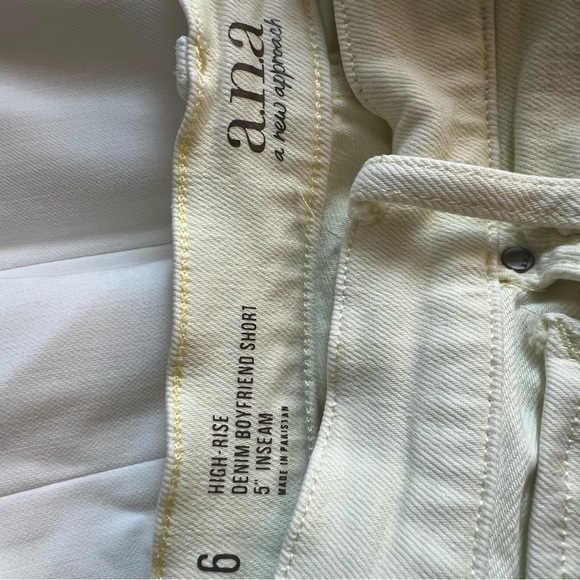 a.n.a
a new approach
HIGH-RISE
DENIM BOYFRIEND SHORT
5" INSEAM
MADE IN PAKISTAN
6